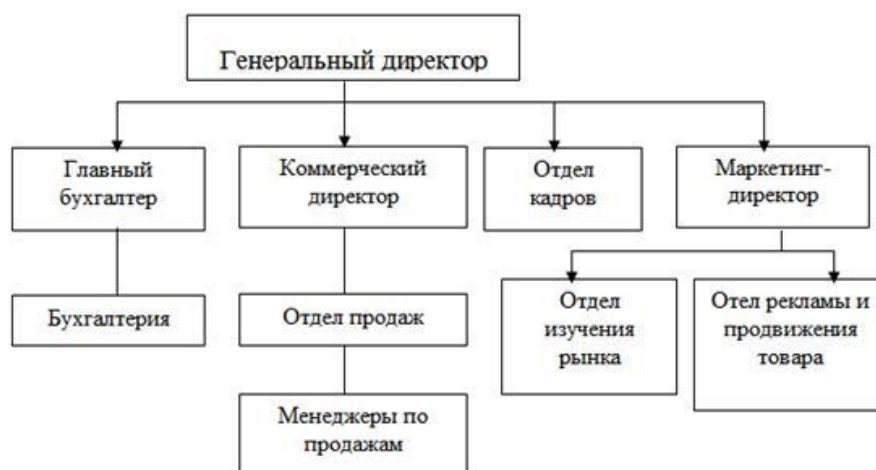 Генеральный директор
Главный
бухгалтер
Коммерческий
директор
Отдел
кадров
Маркетинг-
директор
Бухгалтерия
Отдел продаж
Отдел
изучения
рынка
Отел рекламы и
продвижения
товара
Менеджеры по
продажам